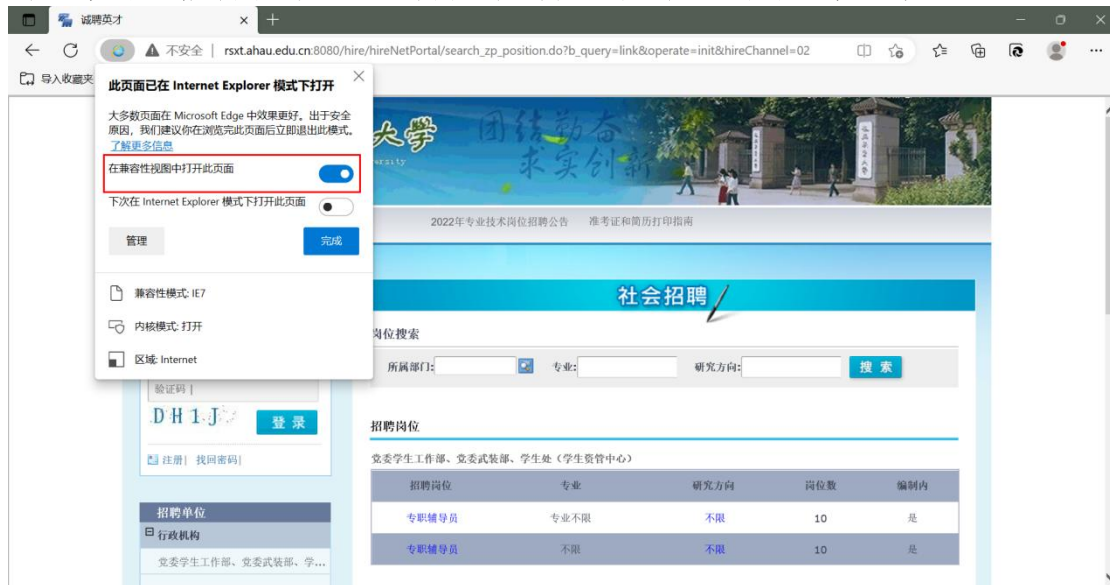 诚聘英才
不安全 | rsxt.ahau.edu.cn:8080/hire/hireNetPortal/search_zp_position.do?b_query=link&operate=init&hireChannel=02
导入收藏夹
此页面已在 Internet Explorer 模式下打开
大多数页面在 Microsoft Edge 中效果更好。出于安全
原因，我们建议你在浏览完此页面后立即退出此模式。
了解更多信息
在兼容性视图中打开此页面
下次在 Internet Explorer 模式下打开此页面
管理 完成
兼容性模式: IE7
内核模式: 打开
区域: Internet
大学 团结勤奋
求实创新
2022年专业技术岗位招聘公告 准考证和简历打印指南
社会招聘
岗位搜索
所属部门: 专业: 研究方向: 搜 索
验证码 |
DH1J 登 录
注册| 找回密码|
招聘单位
行政机构
党委学生工作部、党委武装部、学...
招聘岗位
党委学生工作部、党委武装部、学生处（学生资管中心）
招聘岗位 专业 研究方向 岗位数 编制内
专职辅导员 专业不限 不限 10 是
专职辅导员 不限 不限 10 是